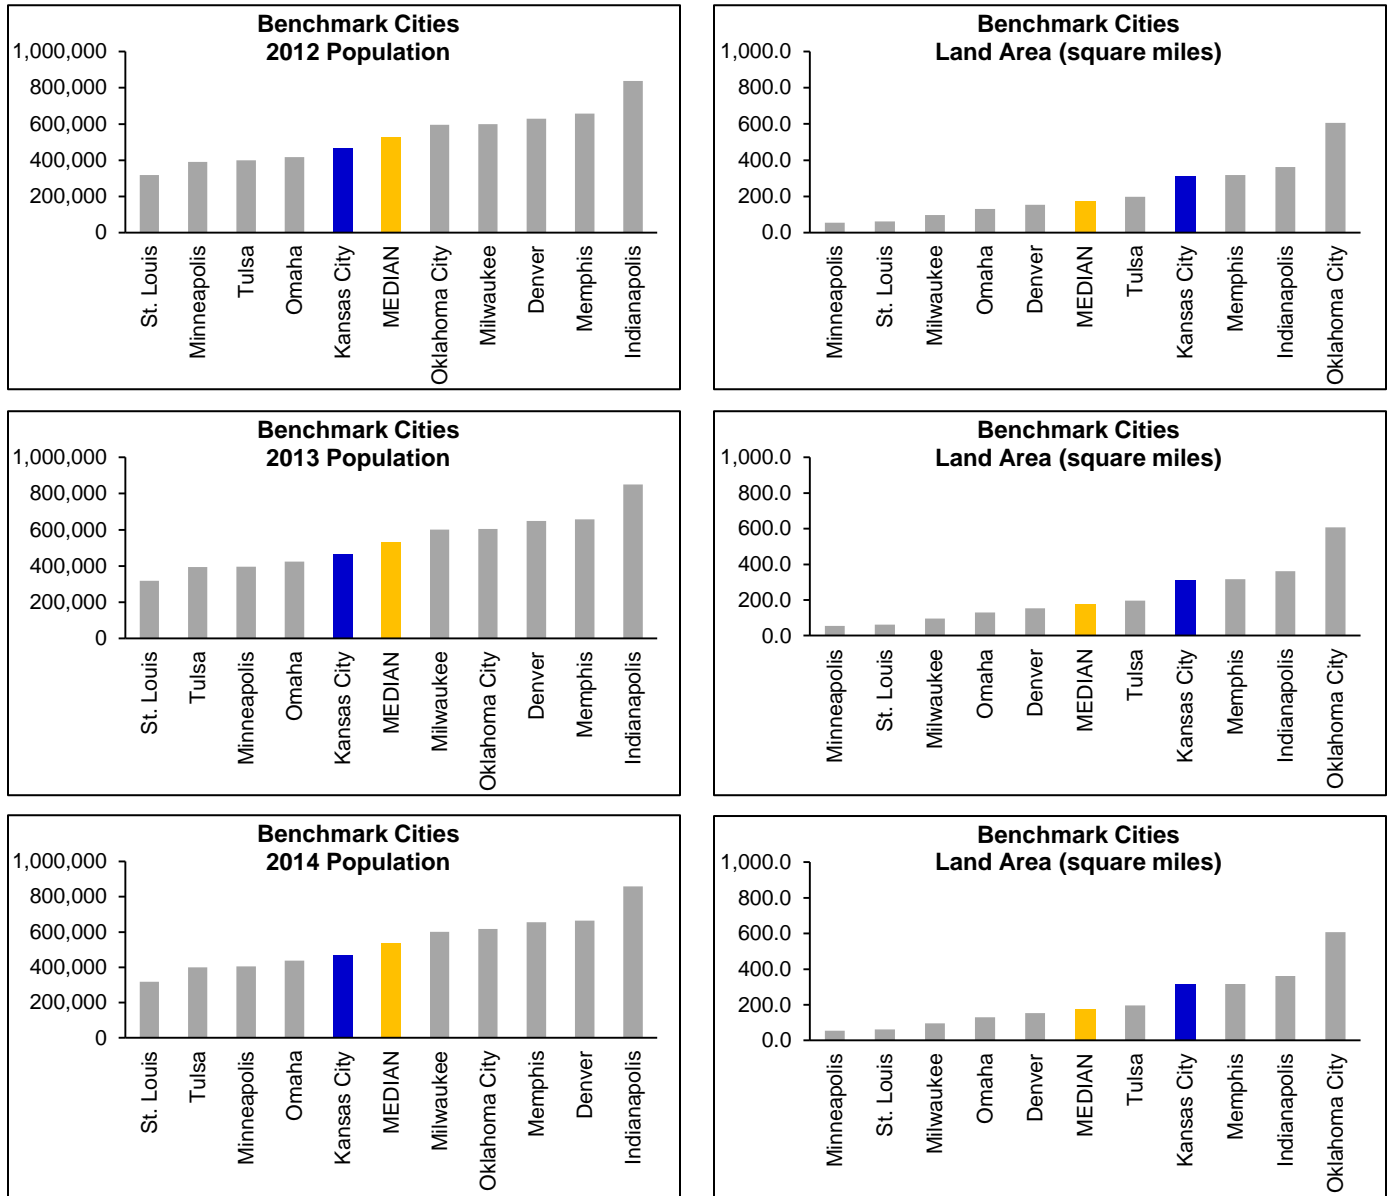 Benchmark Cities
2012 Population
1,000,000
800,000
600,000
400,000
200,000
0
St. Louis
Minneapolis
Tulsa
Omaha
Kansas City
MEDIAN
Oklahoma City
Milwaukee
Denver
Memphis
Indianapolis
Benchmark Cities
Land Area (square miles)
1,000.0
800.0
600.0
400.0
200.0
0.0
Minneapolis
St. Louis
Milwaukee
Omaha
Denver
MEDIAN
Tulsa
Kansas City
Memphis
Indianapolis
Oklahoma City
Benchmark Cities
2013 Population
1,000,000
800,000
600,000
400,000
200,000
0
St. Louis
Tulsa
Minneapolis
Omaha
Kansas City
MEDIAN
Milwaukee
Oklahoma City
Denver
Memphis
Indianapolis
Benchmark Cities
Land Area (square miles)
1,000.0
800.0
600.0
400.0
200.0
0.0
Minneapolis
St. Louis
Milwaukee
Omaha
Denver
MEDIAN
Tulsa
Kansas City
Memphis
Indianapolis
Oklahoma City
Benchmark Cities
2014 Population
1,000,000
800,000
600,000
400,000
200,000
0
St. Louis
Tulsa
Minneapolis
Omaha
Kansas City
MEDIAN
Milwaukee
Oklahoma City
Memphis
Denver
Indianapolis
Benchmark Cities
Land Area (square miles)
1,000.0
800.0
600.0
400.0
200.0
0.0
Minneapolis
St. Louis
Milwaukee
Omaha
Denver
MEDIAN
Tulsa
Kansas City
Memphis
Indianapolis
Oklahoma City